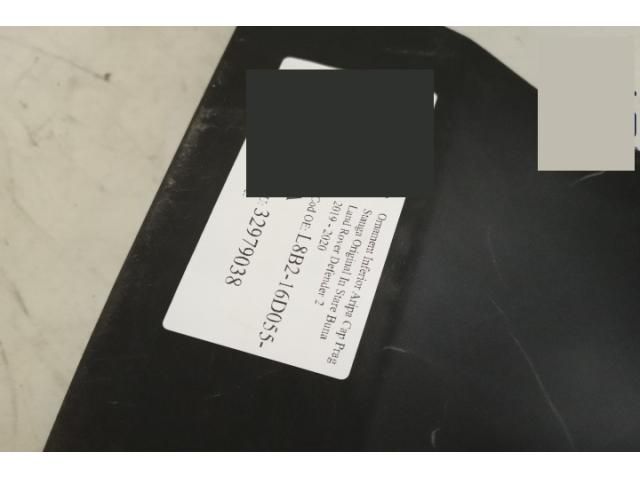 Ornament Inferior Aripa Cap Prag
Stanga Original In Stare Buna
Land Rover Defender 2
2019 - 2020
Cod OE: L8B2-16D055-
32979038